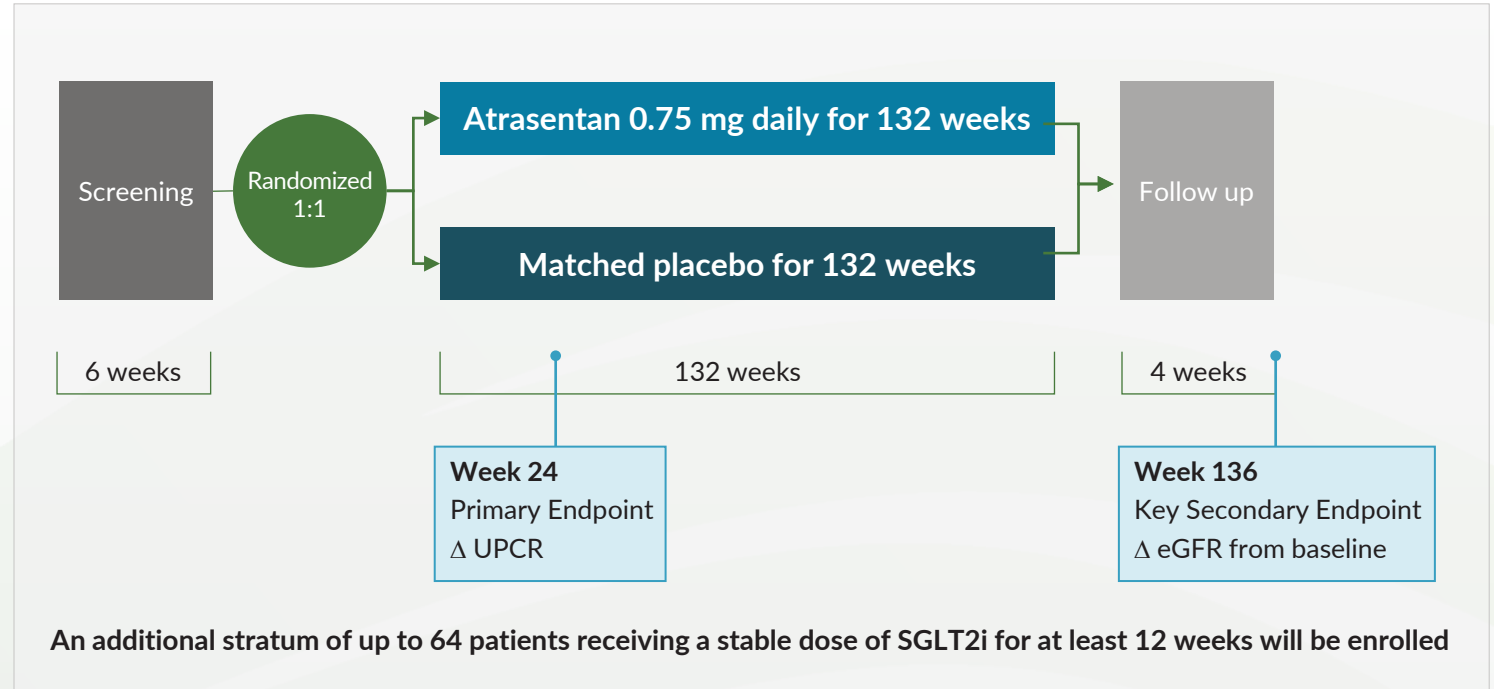 Atrasentan 0.75 mg daily for 132 weeks
Screening
Randomized
1:1
Follow up
Matched placebo for 132 weeks
6 weeks
132 weeks
4 weeks
Week 24
Primary Endpoint
Δ UPCR
Week 136
Key Secondary Endpoint
Δ eGFR from baseline
An additional stratum of up to 64 patients receiving a stable dose of SGLT2i for at least 12 weeks will be enrolled